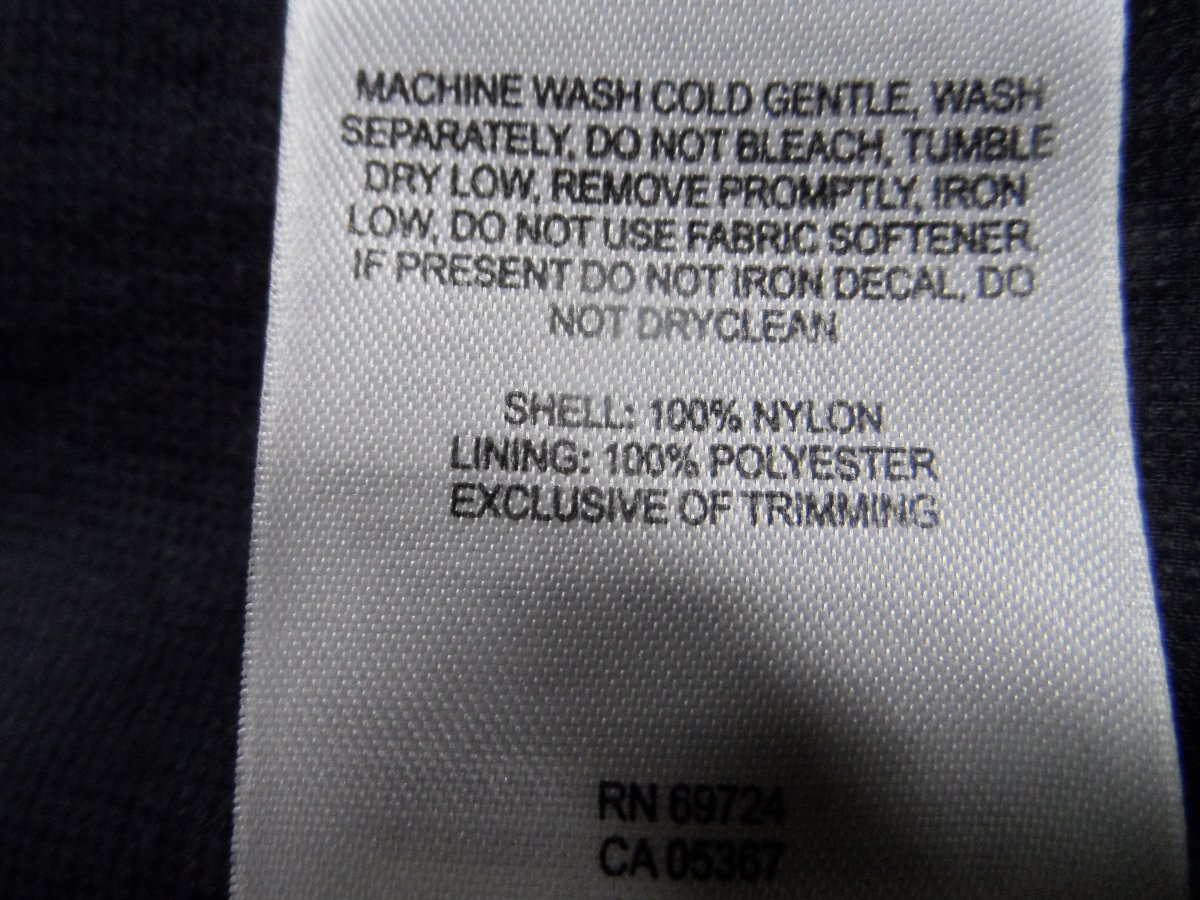 MACHINE WASH COLD GENTLE, WASH
SEPARATELY, DO NOT BLEACH, TUMBLE
DRY LOW, REMOVE PROMPTLY, IRON
LOW, DO NOT USE FABRIC SOFTENER.
IF PRESENT DO NOT IRON DECAL, DO
NOT DRYCLEAN
SHELL: 100% NYLON
LINING: 100% POLYESTER
EXCLUSIVE OF TRIMMING
RN 69724
CA 05367